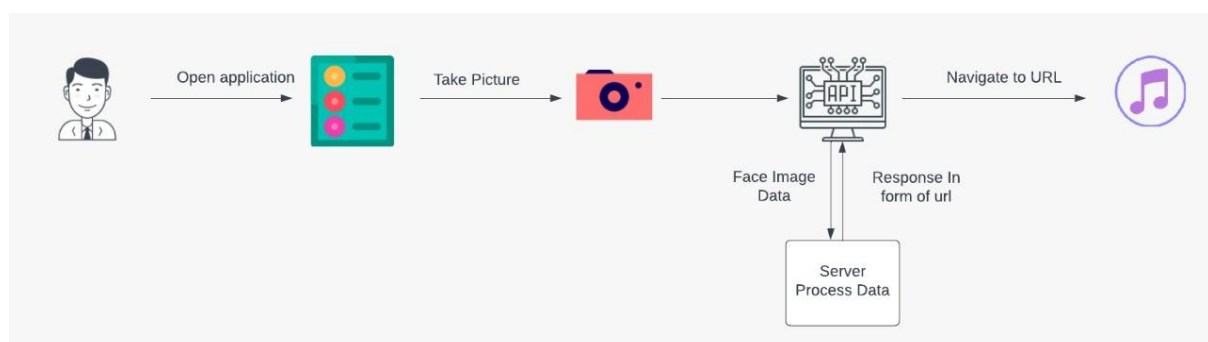 Open application
Take Picture
API
Navigate to URL
Face Image
Data
Response In
form of url
Server
Process Data